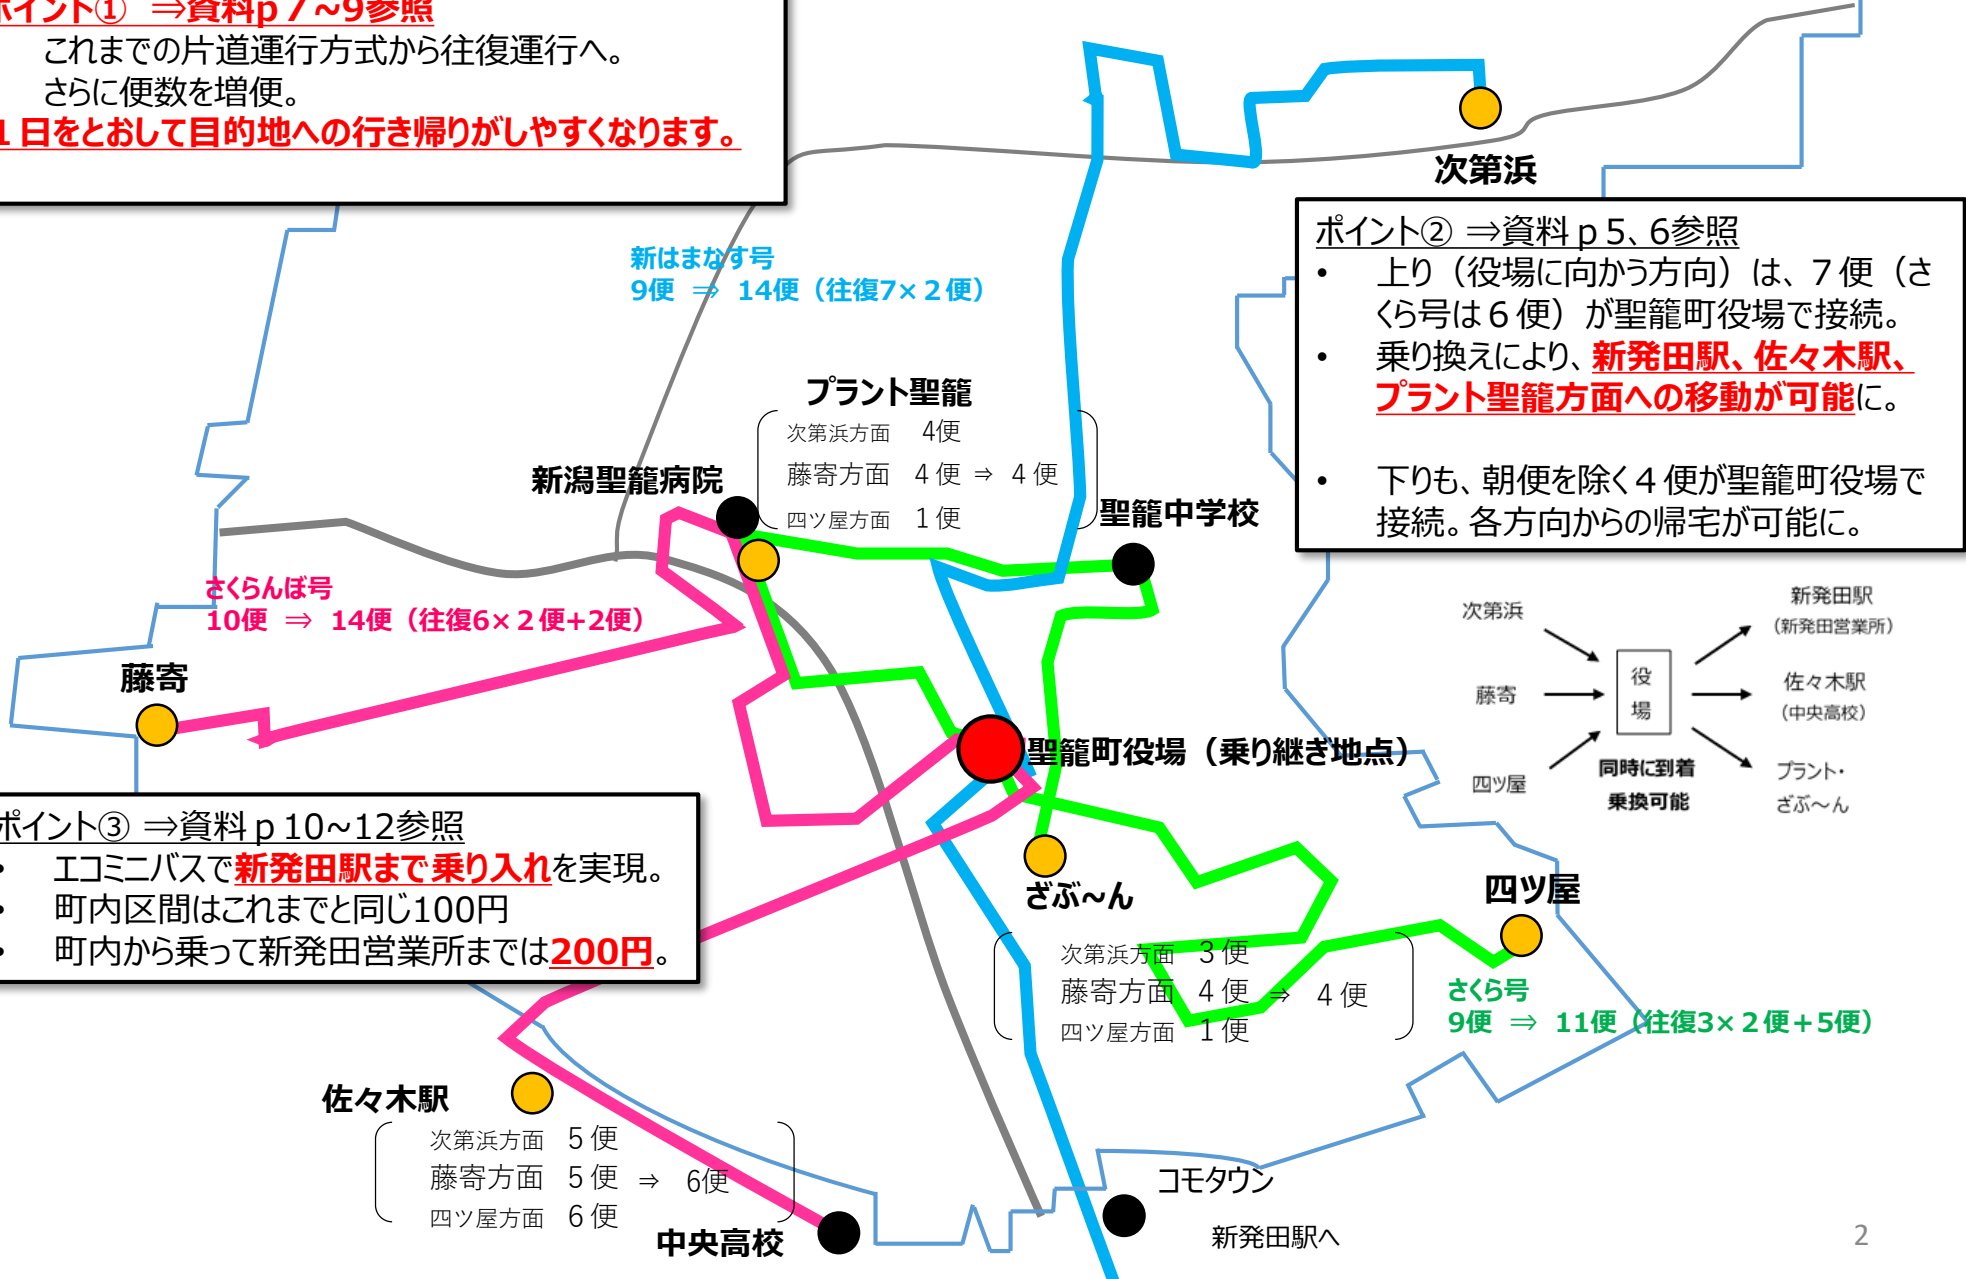 ポイント① ⇒資料p7~9参照
これまでの片道運行方式から往復運行へ。
さらに便数を増便。
1日をとおして目的地への行き帰りがしやすくなります。
次第浜
ポイント② ⇒資料p5、6参照
• 上り（役場に向かう方向）は、7便（さ
くら号は6便）が聖籠町役場で接続。
• 乗り換えにより、新発田駅、佐々木駅、
プラント聖籠方面への移動が可能に。
• 下りも、朝便を除く4便が聖籠町役場で
接続。各方向からの帰宅が可能に。
新はまなす号
9便 ⇒ 14便（往復7×2便）
プラント聖籠
次第浜方面 4便
藤寄方面 4便 ⇒ 4便
四ツ屋方面 1便
新潟聖籠病院
聖籠中学校
さくらんぼ号
10便 ⇒ 14便（往復6×2便+2便）
藤寄
次第浜
藤寄
四ツ屋
役
場
同時に到着
乗換可能
新発田駅
（新発田営業所）
佐々木駅
（中央高校）
プラント・
ざぶ～ん
聖籠町役場（乗り継ぎ地点）
ポイント③ ⇒資料p10~12参照
• エコミニバスで新発田駅まで乗り入れを実現。
• 町内区間はこれまでと同じ100円
• 町内から乗って新発田営業所までは200円。
ざぶ～ん
次第浜方面 3便
藤寄方面 4便 ⇒ 4便
四ツ屋方面 1便
四ツ屋
さくら号
9便 ⇒ 11便（往復3×2便+5便）
佐々木駅
次第浜方面 5便
藤寄方面 5便 ⇒ 6便
四ツ屋方面 6便
中央高校
コモタウン
新発田駅へ
2